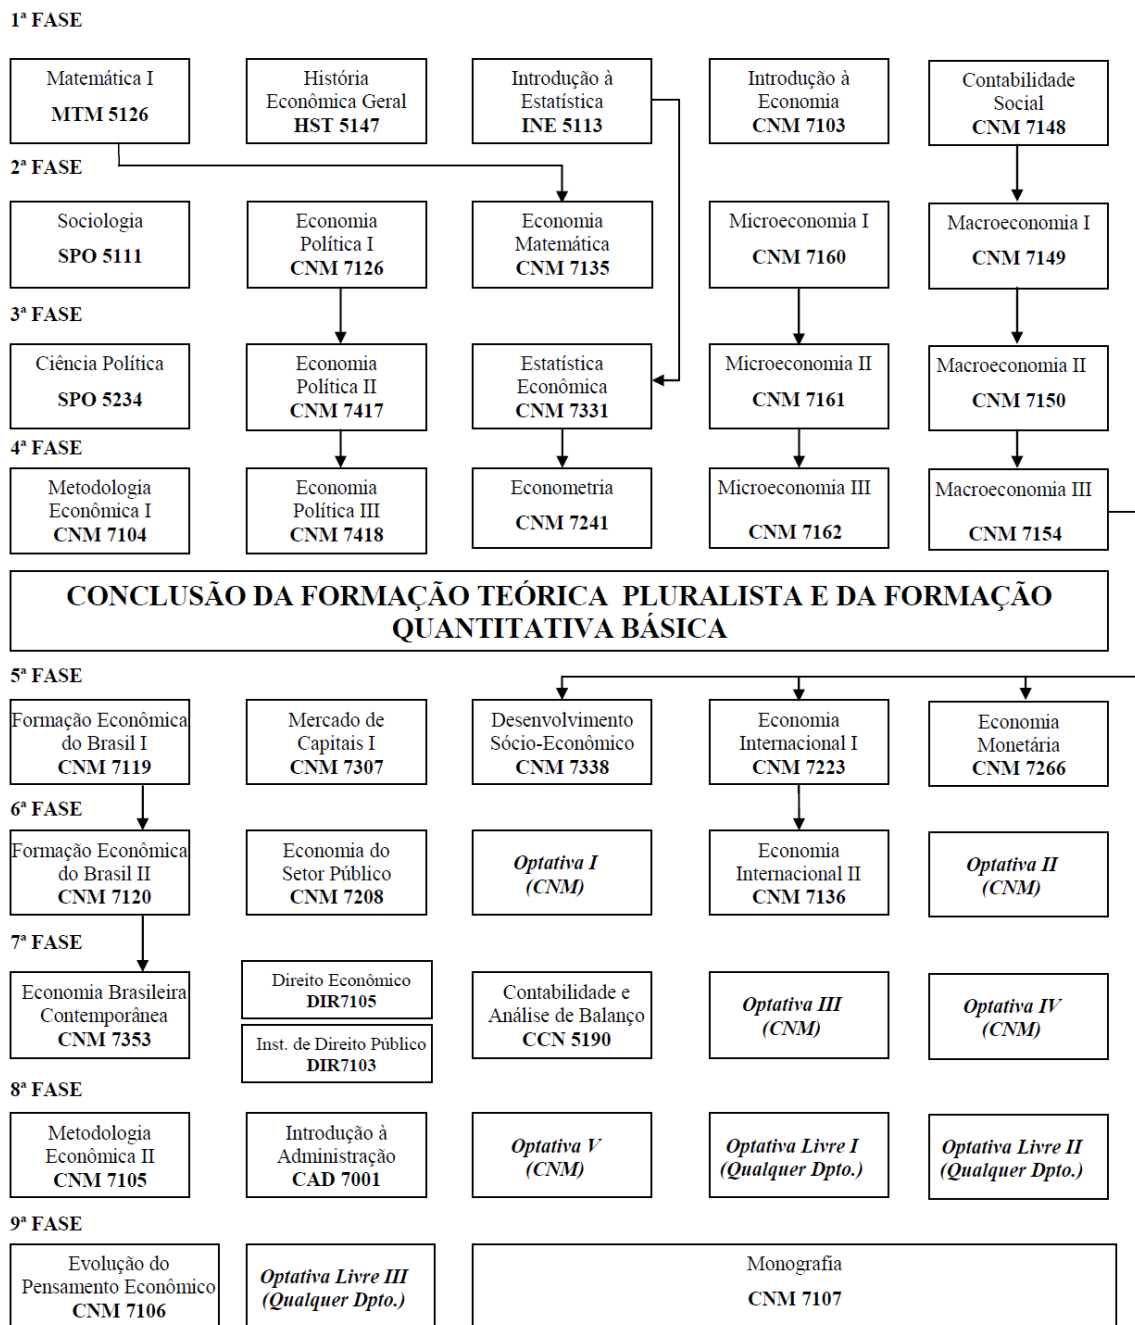 1ª FASE
Matemática I
MTM 5126
História
Econômica Geral
HST 5147
Introdução à
Estatística
INE 5113
Introdução à
Economia
CNM 7103
Contabilidade
Social
CNM 7148
2ª FASE
Sociologia
SPO 5111
Economia
Política I
CNM 7126
Economia
Matemática
CNM 7135
Microeconomia I
CNM 7160
Macroeconomia I
CNM 7149
3ª FASE
Ciência Política
SPO 5234
Economia
Política II
CNM 7417
Estatística
Econômica
CNM 7331
Microeconomia II
CNM 7161
Macroeconomia II
CNM 7150
4ª FASE
Metodologia
Econômica I
CNM 7104
Economia
Política III
CNM 7418
Econometria
CNM 7241
Microeconomia III
CNM 7162
Macroeconomia III
CNM 7154
CONCLUSÃO DA FORMAÇÃO TEÓRICA PLURALISTA E DA FORMAÇÃO
QUANTITATIVA BÁSICA
5ª FASE
Formação Econômica
do Brasil I
CNM 7119
Mercado de
Capitais I
CNM 7307
Desenvolvimento
Sócio-Econômico
CNM 7338
Economia
Internacional I
CNM 7223
Economia
Monetária
CNM 7266
6ª FASE
Formação Econômica
do Brasil II
CNM 7120
Economia do
Setor Público
CNM 7208
Optativa I
(CNM)
Economia
Internacional II
CNM 7136
Optativa II
(CNM)
7ª FASE
Economia Brasileira
Contemporânea
CNM 7353
Direito Econômico
DIR7105
Inst. de Direito Público
DIR7103
Contabilidade e
Análise de Balanço
CCN 5190
Optativa III
(CNM)
Optativa IV
(CNM)
8ª FASE
Metodologia
Econômica II
CNM 7105
Introdução à
Administração
CAD 7001
Optativa V
(CNM)
Optativa Livre I
(Qualquer Dpto.)
Optativa Livre II
(Qualquer Dpto.)
9ª FASE
Evolução do
Pensamento Econômico
CNM 7106
Optativa Livre III
(Qualquer Dpto.)
Monografia
CNM 7107